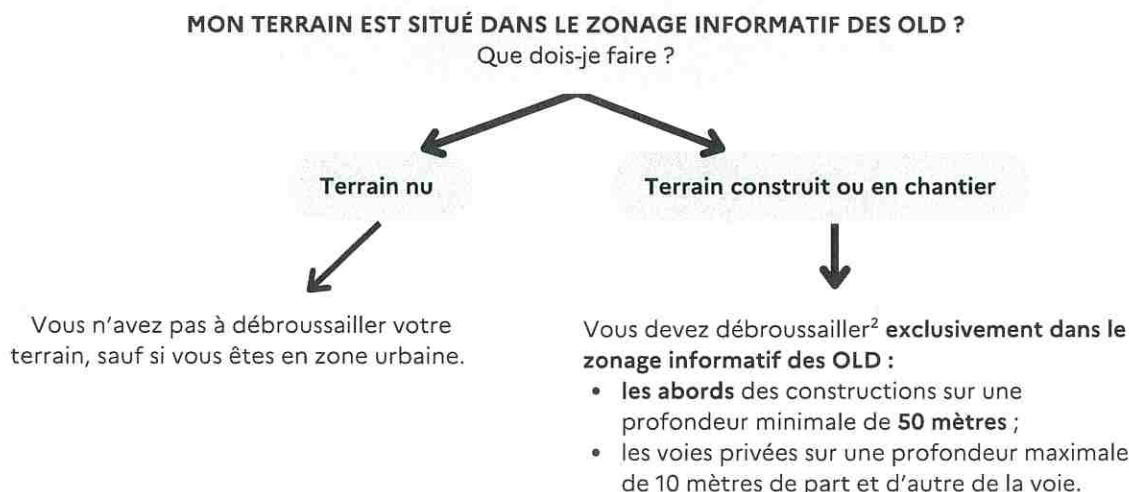 MON TERRAIN EST SITUÉ DANS LE ZONAGE INFORMATIF DES OLD ?
Que dois-je faire ?
Terrain nu
Terrain construit ou en chantier
Vous n'avez pas à débroussailler votre
terrain, sauf si vous êtes en zone urbaine.
Vous devez débroussailler² exclusivement dans le
zonage informatif des OLD :
• les abords des constructions sur une
profondeur minimale de 50 mètres ;
• les voies privées sur une profondeur maximale
de 10 mètres de part et d'autre de la voie.